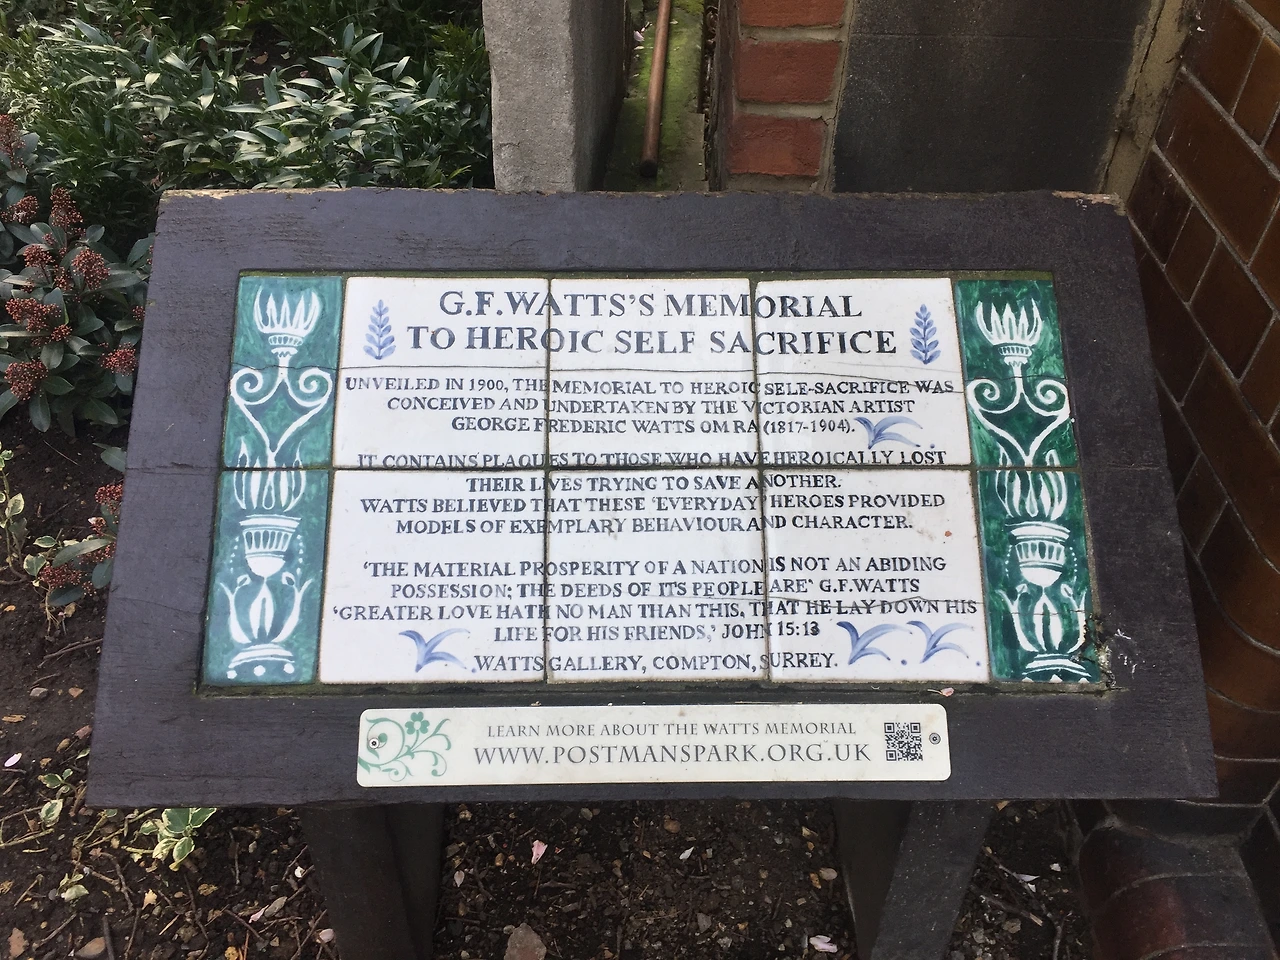 G.F.WATTS'S MEMORIAL
TO HEROIC SELF SACRIFICE
UNVEILED IN 1900, THE MEMORIAL TO HEROIC SELF-SACRIFICE WAS
CONCEIVED AND UNDERTAKEN BY THE VICTORIAN ARTIST
GEORGE FREDERIC WATTS OM RA (1817-1904).
IT CONTAINS PLAQUES TO THOSE WHO HAVE HEROICALLY LOST
THEIR LIVES TRYING TO SAVE ANOTHER.
WATTS BELIEVED THAT THESE 'EVERYDAY' HEROES PROVIDED
MODELS OF EXEMPLARY BEHAVIOUR AND CHARACTER.
'THE MATERIAL PROSPERITY OF A NATION IS NOT AN ABIDING
POSSESSION; THE DEEDS OF ITS PEOPLE ARE' G.F.WATTS
'GREATER LOVE HATH NO MAN THAN THIS, THAT HE LAY DOWN HIS
LIFE FOR HIS FRIENDS,' JOHN 15:13
WATTS GALLERY, COMPTON, SURREY.
LEARN MORE ABOUT THE WATTS MEMORIAL
WWW.POSTMANSPARK.ORG.UK